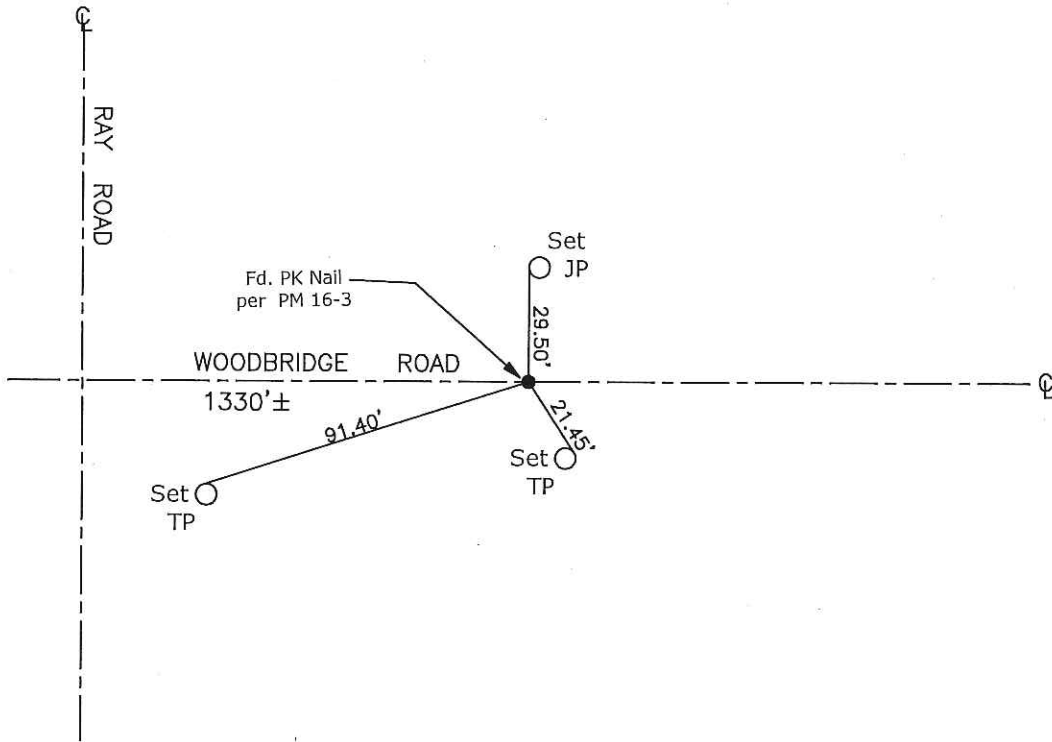 ℄
RAY ROAD
Set
JP
Fd. PK Nail
per PM 16-3
29.50'
WOODBRIDGE ROAD
℄
1330'±
91.40'
21.45'
Set
TP
Set
TP